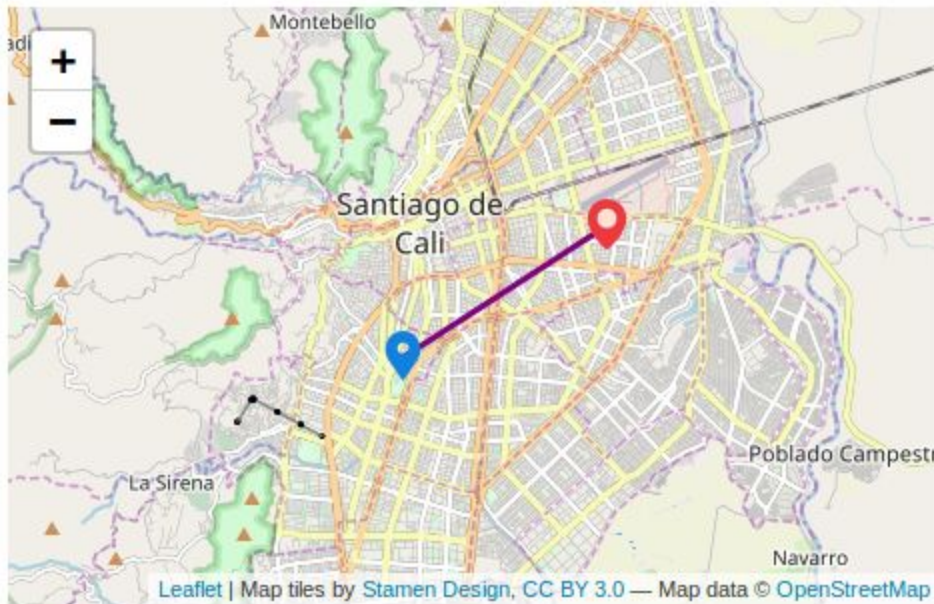 Montebello
adi
+
−
Santiago de
Cali
La Sirena
Poblado Campestr
Navarro
Leaflet | Map tiles by Stamen Design, CC BY 3.0 — Map data © OpenStreetMap